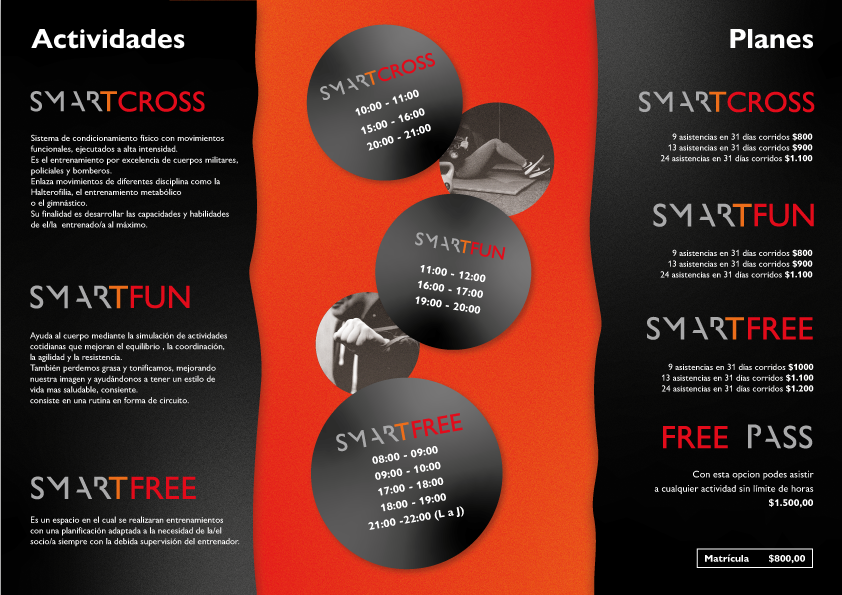 Actividades
SMARTCROSS
Sistema de condicionamiento físico con movimientos
funcionales, ejecutados a alta intensidad.
Es el entrenamiento por excelencia de cuerpos militares,
policiales y bomberos.
Enlaza movimientos de diferentes disciplina como la
Halterofilia, el entrenamiento metabólico
o el gimnástico.
Su finalidad es desarrollar las capacidades y habilidades
de el/la entrenado/a al máximo.
SMARTFUN
Ayuda al cuerpo mediante la simulación de actividades
cotidianas que mejoran el equilibrio , la coordinación,
la agilidad y la resistencia.
También perdemos grasa y tonificamos, mejorando
nuestra imagen y ayudándonos a tener un estilo de
vida mas saludable, consiente.
consiste en una rutina en forma de circuito.
SMARTFREE
Es un espacio en el cual se realizaran entrenamientos
con una planificación adaptada a la necesidad de la/el
socio/a siempre con la debida supervisión del entrenador.
SMARTCROSS
10:00 - 11:00
15:00 - 16:00
20:00 - 21:00
SMARTFUN
11:00 - 12:00
16:00 - 17:00
19:00 - 20:00
SMARTFREE
08:00 - 09:00
09:00 - 10:00
17:00 - 18:00
18:00 - 19:00
21:00 -22:00 (L a J)
Planes
SMARTCROSS
9 asistencias en 31 días corridos $800
13 asistencias en 31 días corridos $900
24 asistencias en 31 días corridos $1.100
SMARTFUN
9 asistencias en 31 días corridos $800
13 asistencias en 31 días corridos $900
24 asistencias en 31 días corridos $1.100
SMARTFREE
9 asistencias en 31 días corridos $1000
13 asistencias en 31 días corridos $1.100
24 asistencias en 31 días corridos $1.200
FREE PASS
Con esta opcion podes asistir
a cualquier actividad sin límite de horas
$1.500,00
Matrícula $800,00